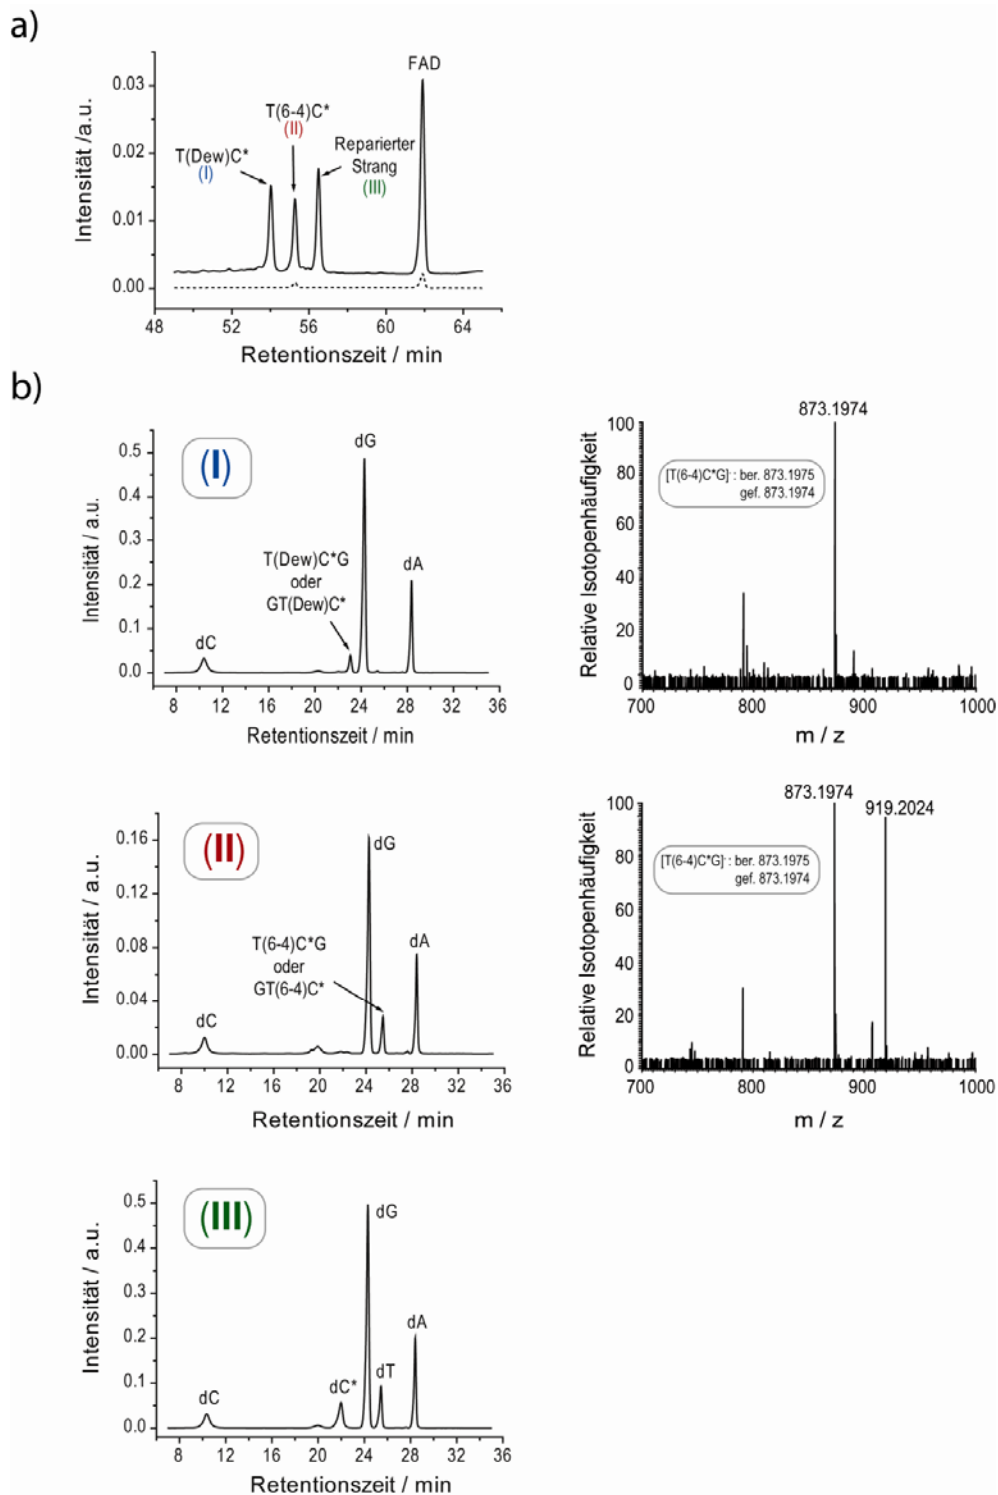 a)
Intensität /a.u.
0.03
0.02
0.01
0.00
T(Dew)C*
(I)
T(6-4)C*
(II)
Reparierter
Strang
(III)
FAD
48 52 56 60 64
Retentionszeit / min
b)
Intensität / a.u.
0.5
0.4
0.3
0.2
0.1
0.0
(I)
dG
T(Dew)C*G
oder
GT(Dew)C*
dA
dC
8 12 16 20 24 28 32 36
Retentionszeit / min
873.1974
Relative Isotopenhäufigkeit
100
80
60
40
20
0
[T(6-4)C*G]⁻: ber. 873.1975
gef. 873.1974
700 800 900 1000
m / z
Intensität / a.u.
0.16
0.12
0.08
0.04
0.00
(II)
dG
T(6-4)C*G
oder
GT(6-4)C*
dA
dC
8 12 16 20 24 28 32 36
Retentionszeit / min
873.1974
919.2024
Relative Isotopenhäufigkeit
100
80
60
40
20
0
[T(6-4)C*G]⁻: ber. 873.1975
gef. 873.1974
700 800 900 1000
m / z
Intensität / a.u.
0.5
0.4
0.3
0.2
0.1
0.0
(III)
dG
dA
dT
dC*
dC
8 12 16 20 24 28 32 36
Retentionszeit / min